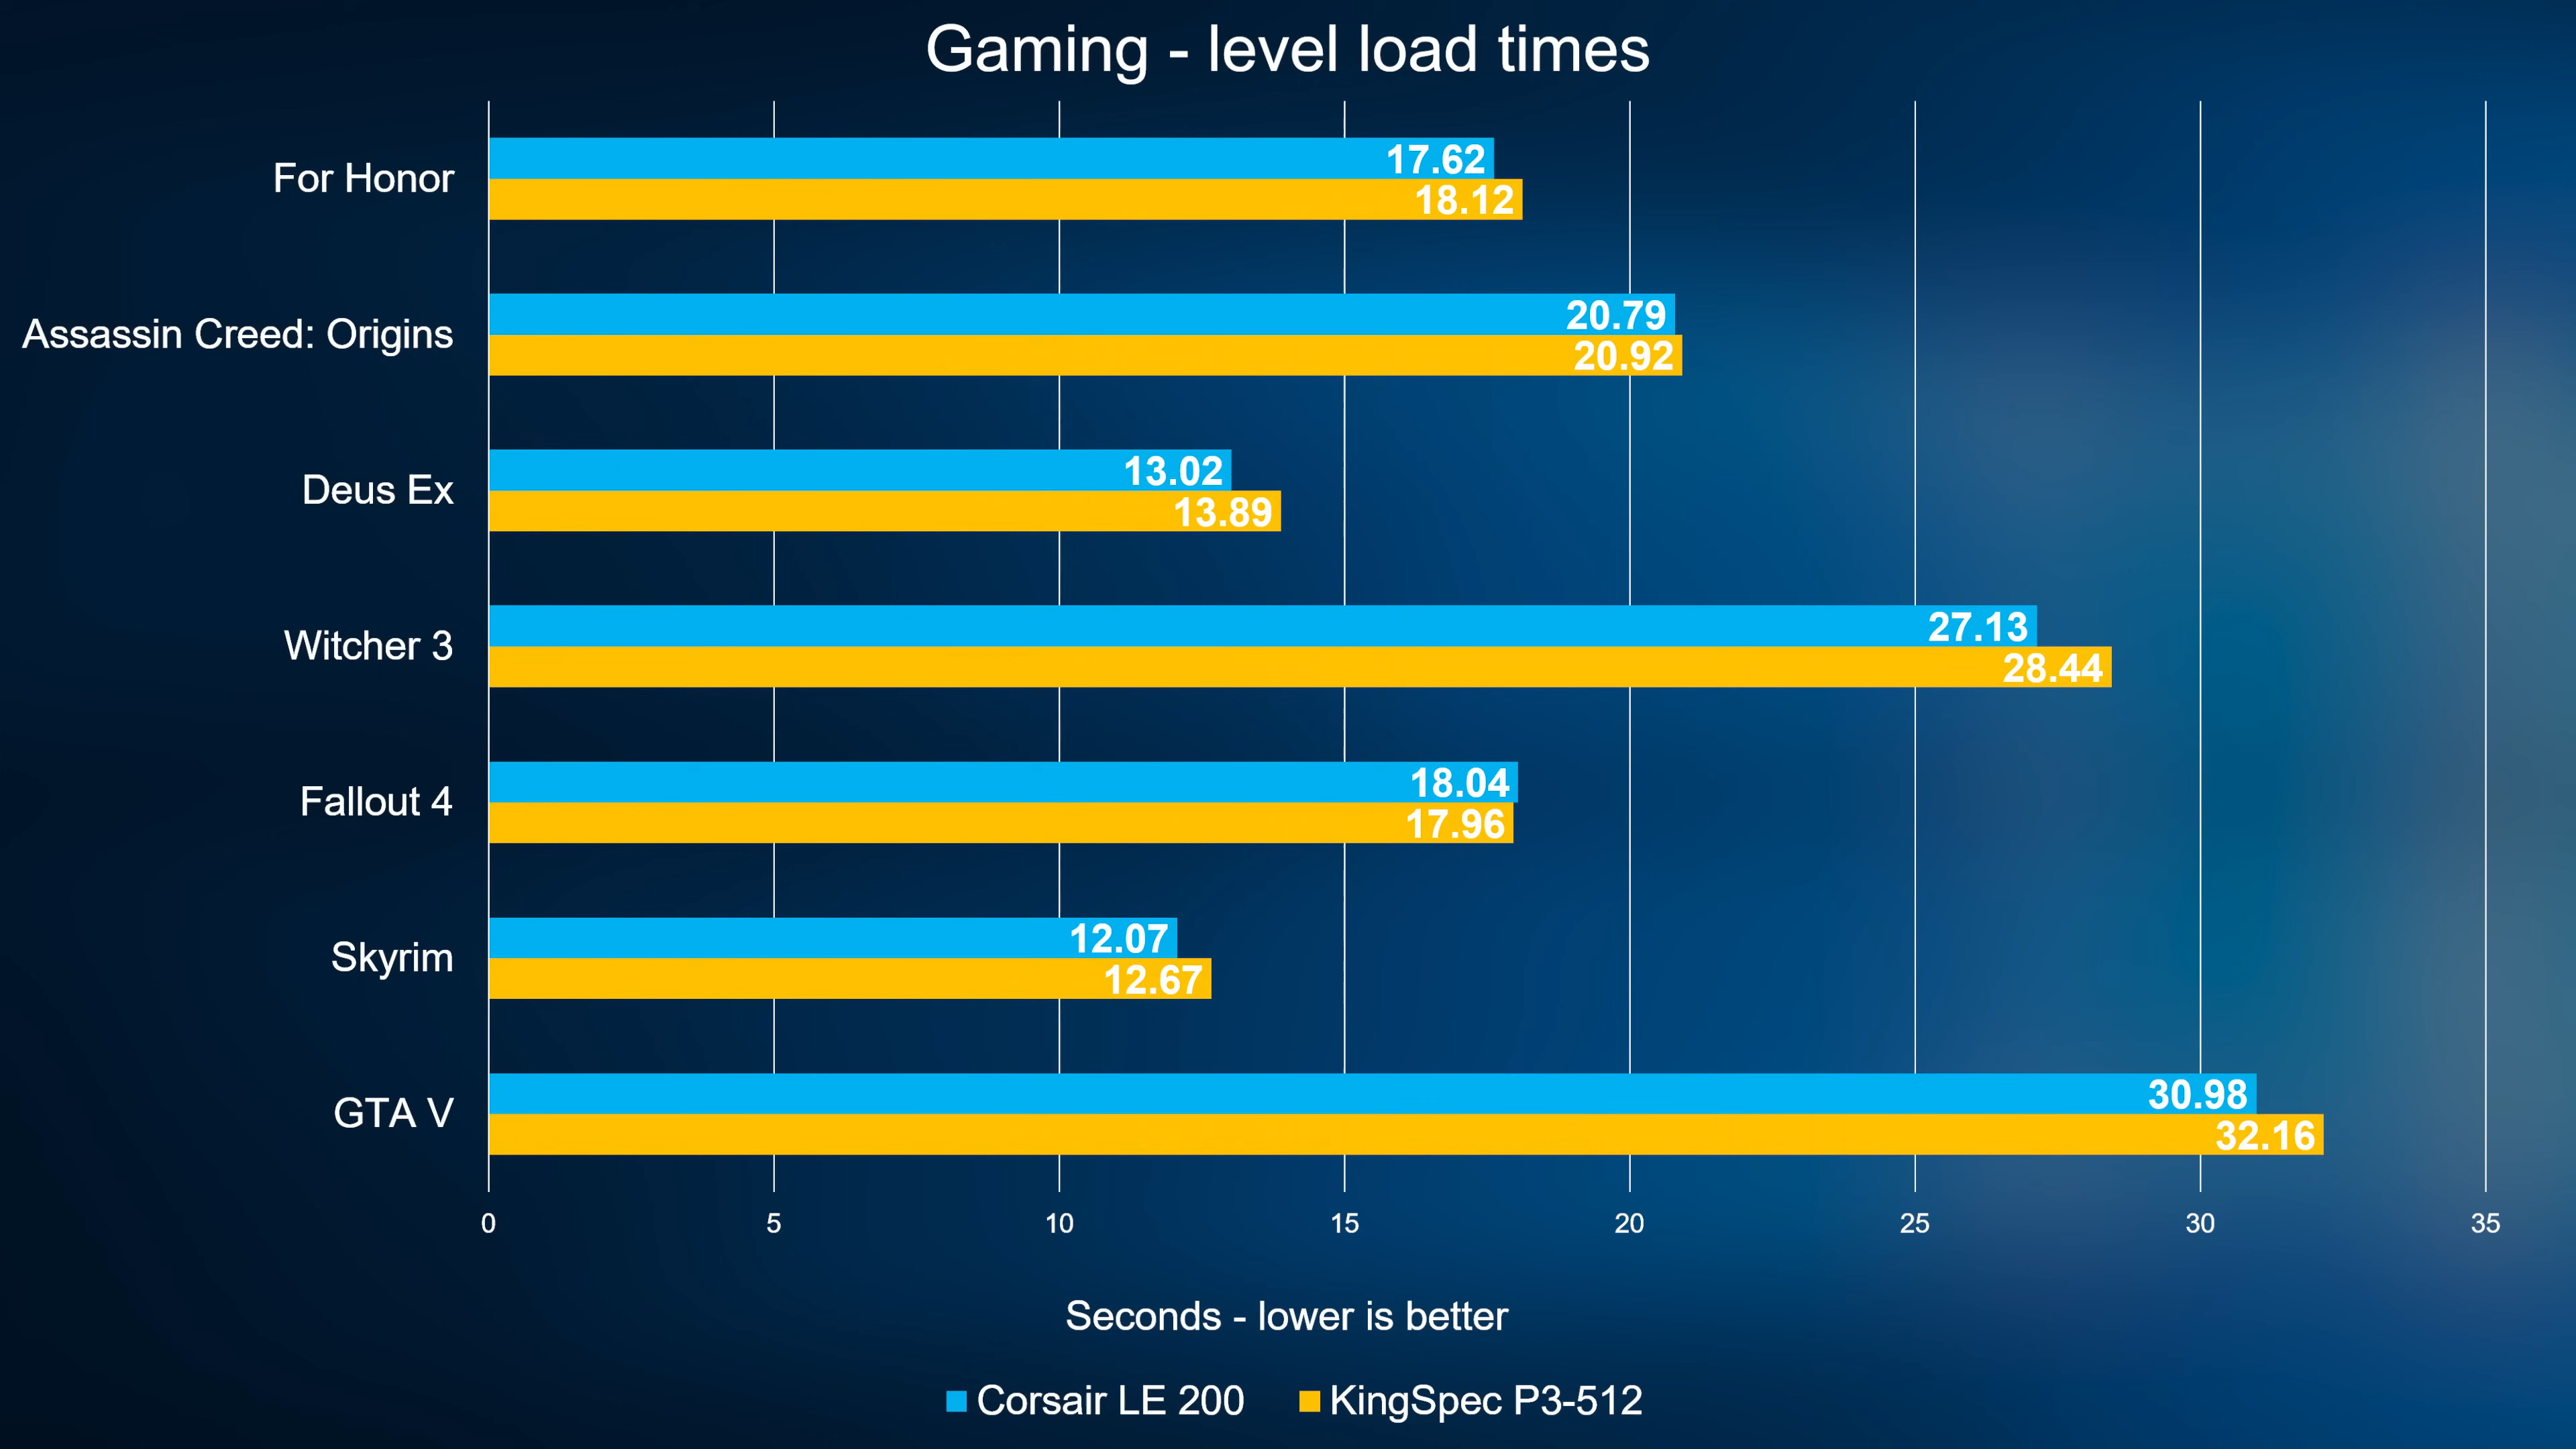 Gaming - level load times
For Honor
17.62
18.12
Assassin Creed: Origins
20.79
20.92
Deus Ex
13.02
13.89
Witcher 3
27.13
28.44
Fallout 4
18.04
17.96
Skyrim
12.07
12.67
GTA V
30.98
32.16
0 5 10 15 20 25 30 35
Seconds - lower is better
Corsair LE 200 KingSpec P3-512